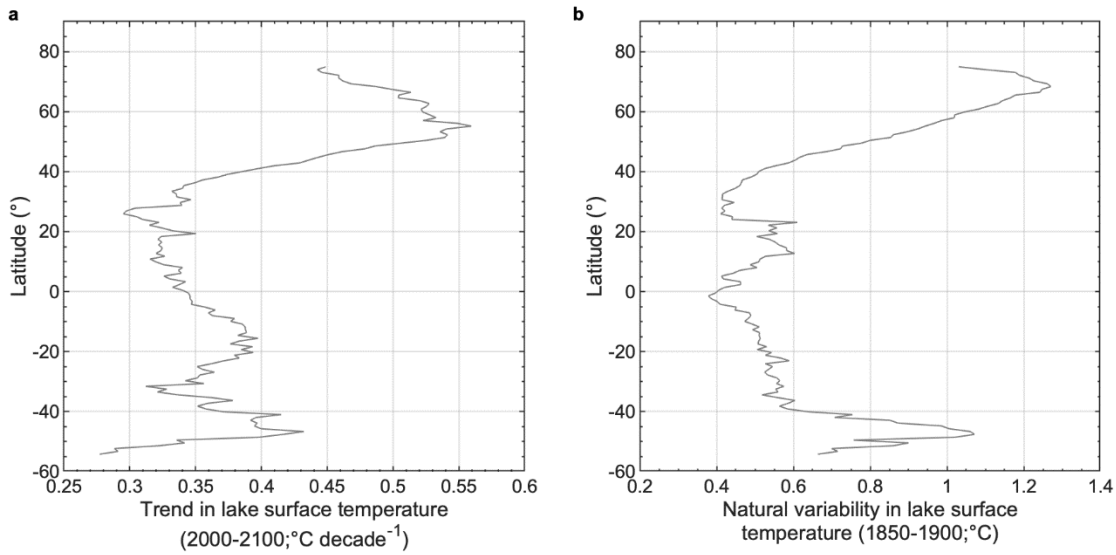 a
80
60
40
20
0
-20
-40
-60
Latitude (°)
0.25 0.3 0.35 0.4 0.45 0.5 0.55 0.6
Trend in lake surface temperature
(2000-2100;°C decade⁻¹)
b
80
60
40
20
0
-20
-40
-60
Latitude (°)
0.2 0.4 0.6 0.8 1 1.2 1.4
Natural variability in lake surface
temperature (1850-1900;°C)